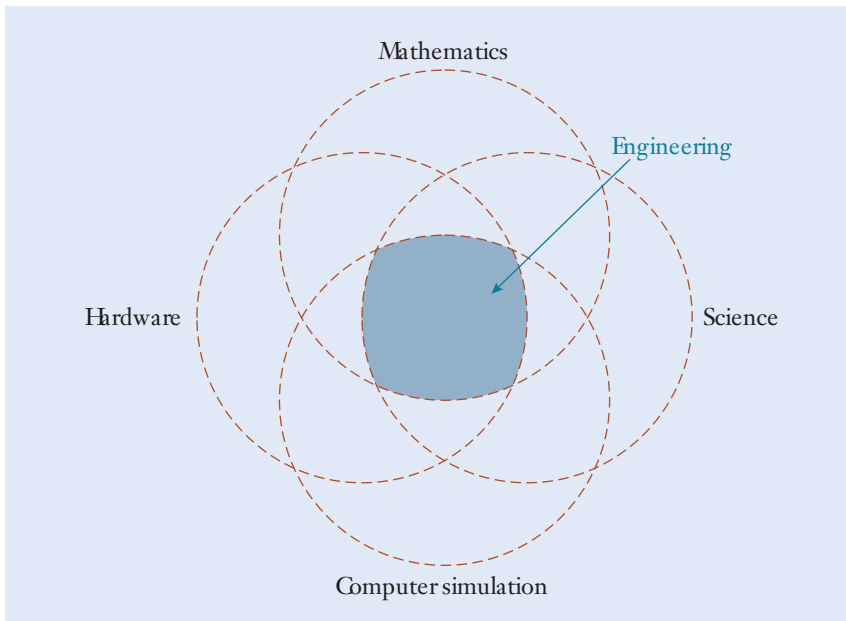 Mathematics
Engineering
Hardware
Science
Computer simulation